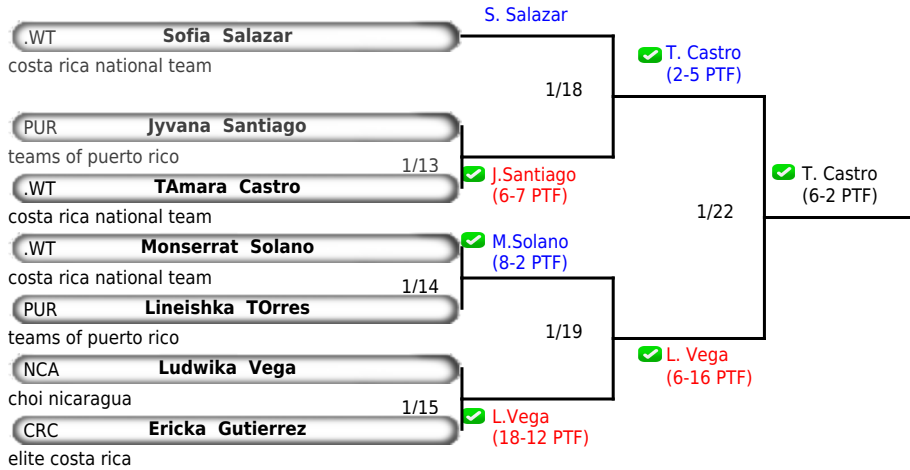 S. Salazar
.WT Sofia Salazar
costa rica national team
T. Castro
(2-5 PTF)
1/18
PUR Jyvana Santiago
teams of puerto rico
1/13
J.Santiago
(6-7 PTF)
.WT TAmara Castro
costa rica national team
T. Castro
(6-2 PTF)
1/22
.WT Monserrat Solano
costa rica national team
M.Solano
(8-2 PTF)
1/14
PUR Lineishka TOrres
teams of puerto rico
1/19
L. Vega
(6-16 PTF)
NCA Ludwika Vega
choi nicaragua
1/15
L.Vega
(18-12 PTF)
CRC Ericka Gutierrez
elite costa rica